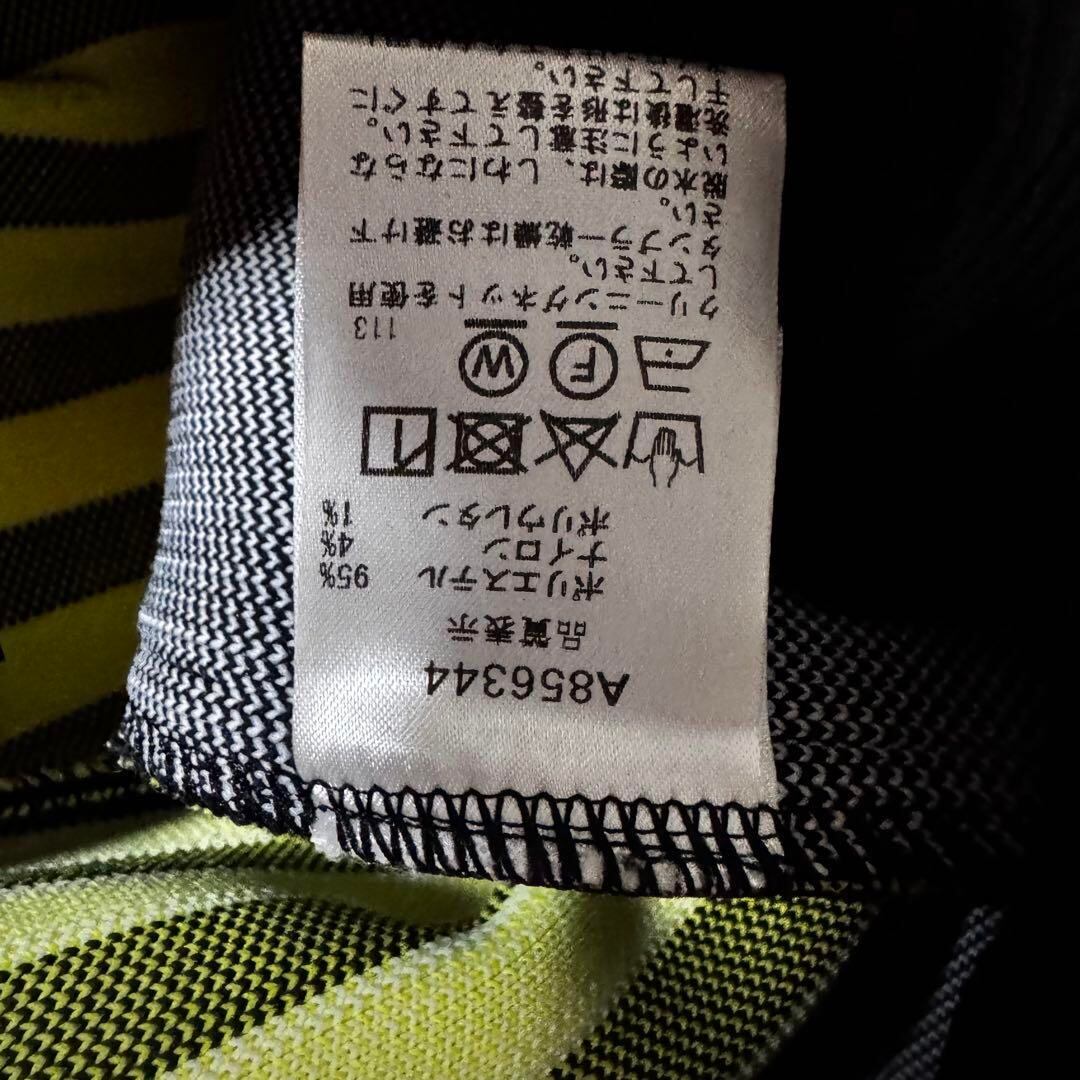 A856344
品質表示
ポリエステル 95%
ナイロン 4%
ポリウレタン 1%
F W 113
クリーニングネットを使用
して下さい。
タンブラー乾燥はお避け下
さい。
脱水の際は、しわにならな
いように注意して下さい。
洗濯後は形を整えてすぐに
干して下さい。